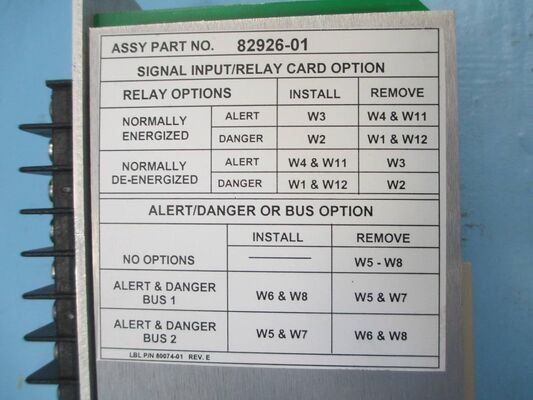 ASSY PART NO. 82926-01
SIGNAL INPUT/RELAY CARD OPTION
RELAY OPTIONS INSTALL REMOVE
NORMALLY ENERGIZED ALERT W3 W4 & W11
DANGER W2 W1 & W12
NORMALLY DE-ENERGIZED ALERT W4 & W11 W3
DANGER W1 & W12 W2
ALERT/DANGER OR BUS OPTION
INSTALL REMOVE
NO OPTIONS ——— W5 - W8
ALERT & DANGER BUS 1 W6 & W8 W5 & W7
ALERT & DANGER BUS 2 W5 & W7 W6 & W8
LBL P/N 80074-01 REV. E